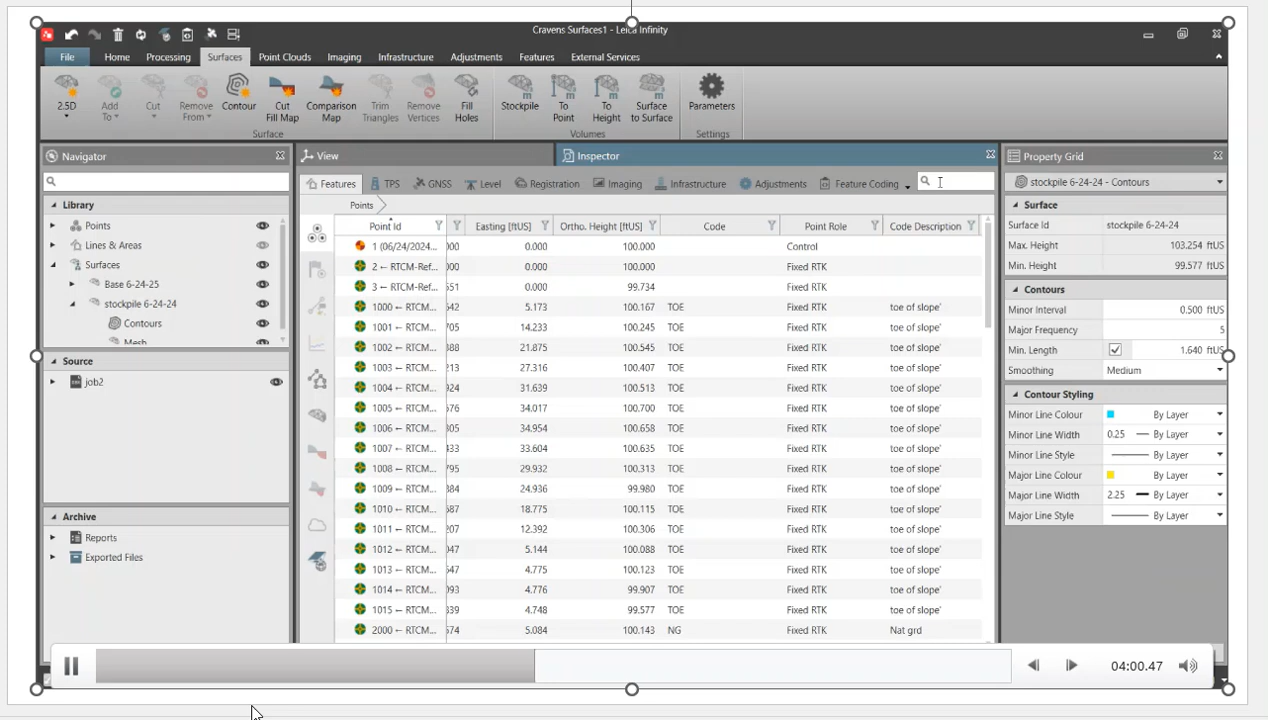 Cravens Surfaces1 - Leica Infinity
File Home Processing Surfaces Point Clouds Imaging Infrastructure Adjustments Features External Services
2.5D Add To Cut Remove From Contour Cut Fill Map Comparison Map Trim Triangles Remove Vertices Fill Holes Stockpile To Point To Height Surface to Surface Parameters
Surface Volumes Settings
Navigator
Library
Points
Lines & Areas
Surfaces
Base 6-24-25
stockpile 6-24-24
Contours
Mesh
Source
job2
Archive
Reports
Exported Files
View Inspector
Features TPS GNSS Level Registration Imaging Infrastructure Adjustments Feature Coding
Points
Point Id Easting [ftUS] Ortho. Height [ftUS] Code Point Role Code Description
1 (06/24/2024... 000 0.000 100.000 Control
2 ← RTCM-Ref... 000 0.000 100.000 Fixed RTK
3 ← RTCM-Ref... 551 0.000 99.734 Fixed RTK
1000 ← RTCM... 542 5.173 100.167 TOE Fixed RTK toe of slope'
1001 ← RTCM... 705 14.233 100.245 TOE Fixed RTK toe of slope'
1002 ← RTCM... 388 21.875 100.545 TOE Fixed RTK toe of slope'
1003 ← RTCM... 213 27.316 100.407 TOE Fixed RTK toe of slope'
1004 ← RTCM... 924 31.639 100.513 TOE Fixed RTK toe of slope'
1005 ← RTCM... 576 34.017 100.700 TOE Fixed RTK toe of slope'
1006 ← RTCM... 305 34.954 100.658 TOE Fixed RTK toe of slope'
1007 ← RTCM... 433 33.604 100.635 TOE Fixed RTK toe of slope'
1008 ← RTCM... 795 29.932 100.313 TOE Fixed RTK toe of slope'
1009 ← RTCM... 384 24.936 99.980 TOE Fixed RTK toe of slope'
1010 ← RTCM... 587 18.775 100.115 TOE Fixed RTK toe of slope'
1011 ← RTCM... 207 12.392 100.306 TOE Fixed RTK toe of slope'
1012 ← RTCM... 047 5.144 100.088 TOE Fixed RTK toe of slope'
1013 ← RTCM... 547 4.775 100.123 TOE Fixed RTK toe of slope'
1014 ← RTCM... 093 4.776 99.907 TOE Fixed RTK toe of slope'
1015 ← RTCM... 339 4.748 99.577 TOE Fixed RTK toe of slope'
2000 ← RTCM... 574 5.084 100.143 NG Fixed RTK Nat grd
Property Grid
stockpile 6-24-24 - Contours
Surface
Surface Id stockpile 6-24-24
Max. Height 103.254 ftUS
Min. Height 99.577 ftUS
Contours
Minor Interval 0.500 ftUS
Major Frequency 5
Min. Length 1.640 ftUS
Smoothing Medium
Contour Styling
Minor Line Colour By Layer
Minor Line Width 0.25 By Layer
Minor Line Style By Layer
Major Line Colour By Layer
Major Line Width 2.25 By Layer
Major Line Style By Layer
04:00.47